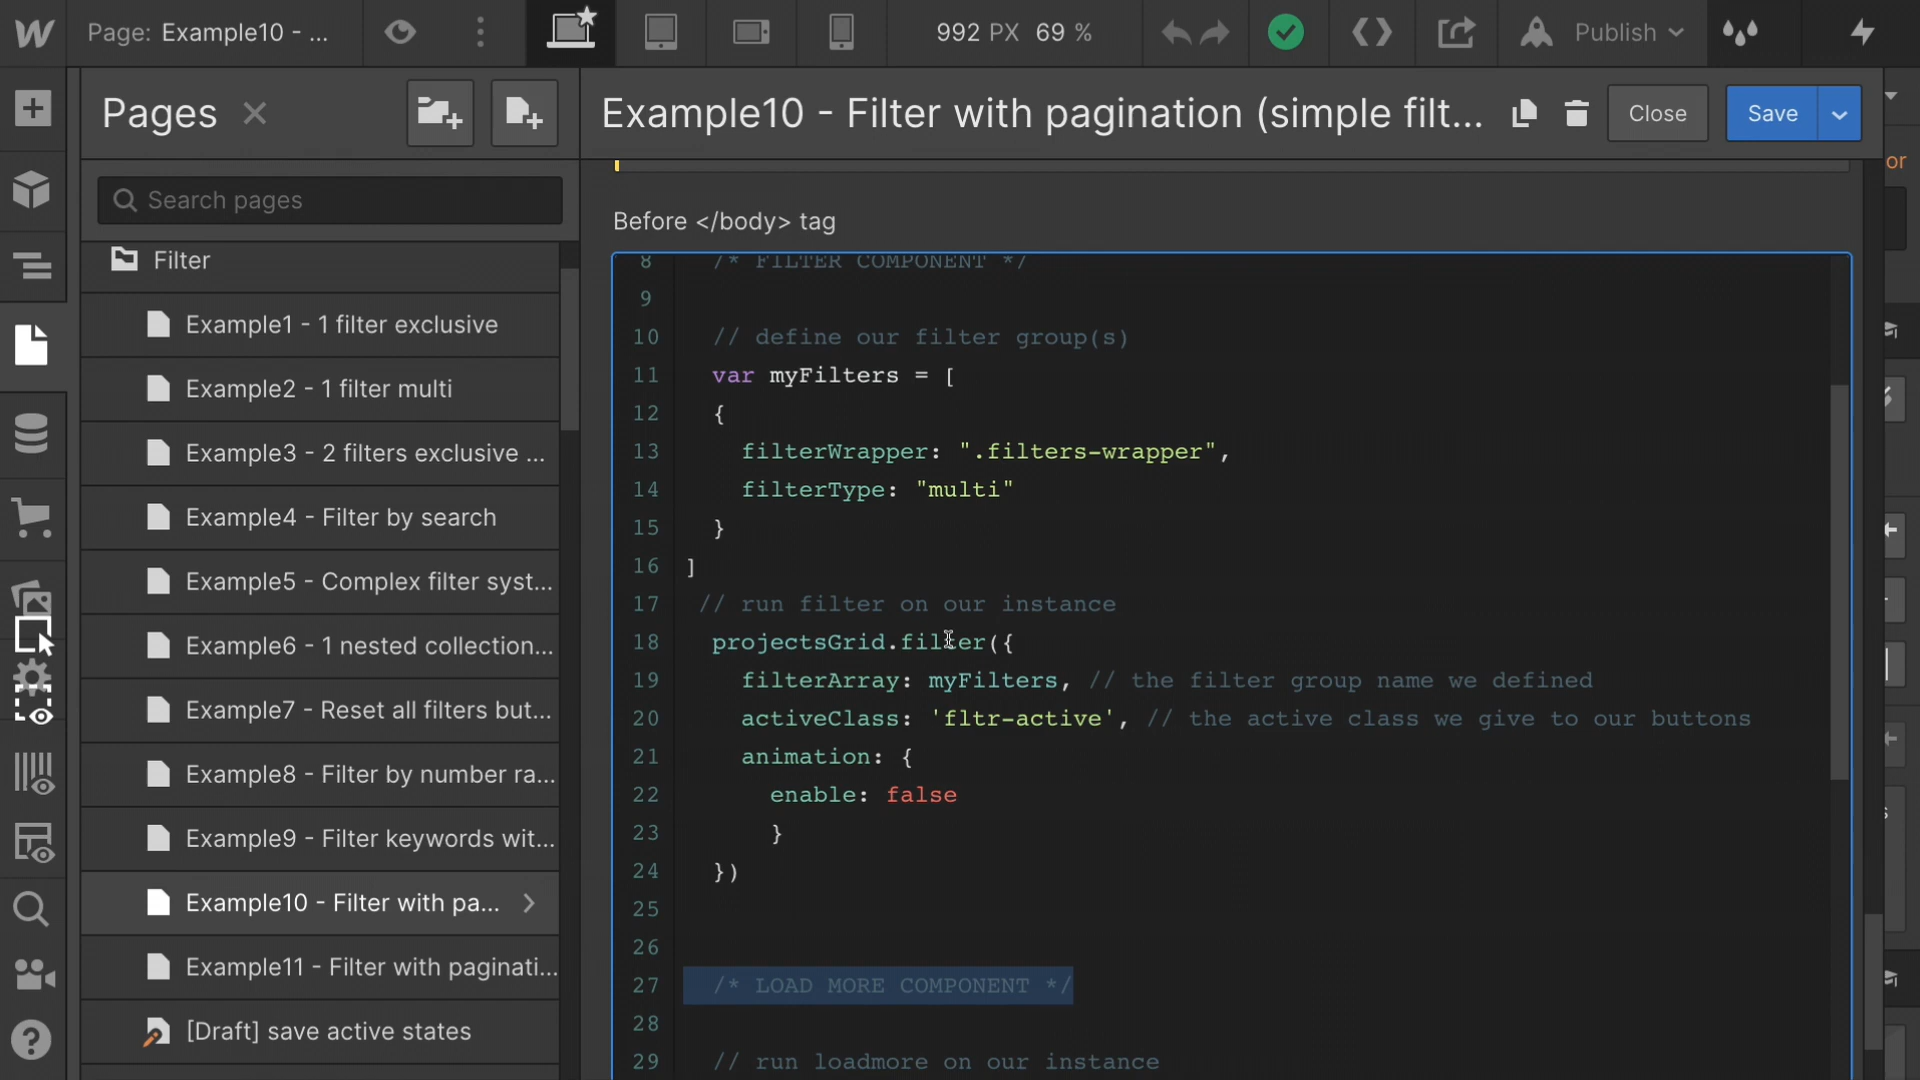 Page: Example10 - ...
992 PX 69 %
Publish
Pages
Example10 - Filter with pagination (simple filt...
Close
Save
Search pages
Filter
Example1 - 1 filter exclusive
Example2 - 1 filter multi
Example3 - 2 filters exclusive ...
Example4 - Filter by search
Example5 - Complex filter syst...
Example6 - 1 nested collection...
Example7 - Reset all filters but...
Example8 - Filter by number ra...
Example9 - Filter keywords wit...
Example10 - Filter with pa...
Example11 - Filter with paginati...
[Draft] save active states
Before </body> tag
8 /* FILTER COMPONENT */
9
10 // define our filter group(s)
11 var myFilters = [
12 {
13 filterWrapper: ".filters-wrapper",
14 filterType: "multi"
15 }
16 ]
17 // run filter on our instance
18 projectsGrid.filter({
19 filterArray: myFilters, // the filter group name we defined
20 activeClass: 'fltr-active', // the active class we give to our buttons
21 animation: {
22 enable: false
23 }
24 })
25
26
27 /* LOAD MORE COMPONENT */
28
29 // run loadmore on our instance
or